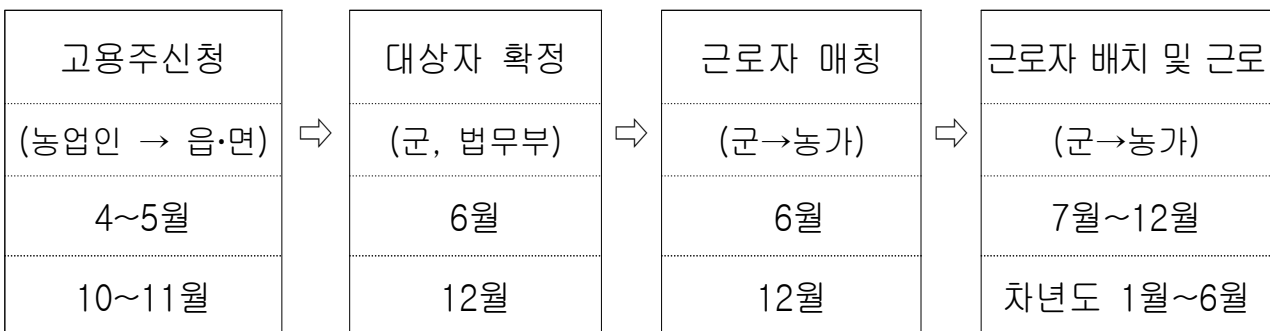 고용주신청
(농업인 → 읍·면)
4~5월
10~11월
⇨
대상자 확정
(군, 법무부)
6월
12월
⇨
근로자 매칭
(군→농가)
6월
12월
⇨
근로자 배치 및 근로
(군→농가)
7월~12월
차년도 1월~6월